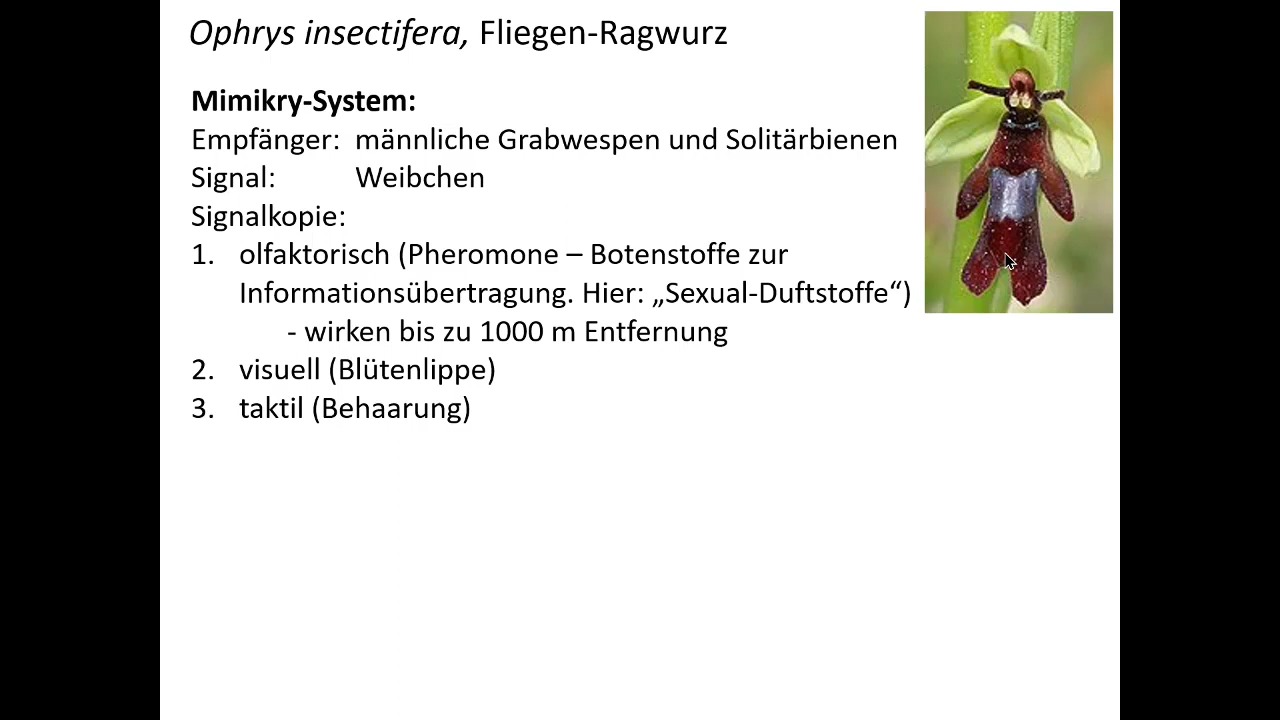 Ophrys insectifera, Fliegen-Ragwurz
Mimikry-System:
Empfänger: männliche Grabwespen und Solitärbienen
Signal: Weibchen
Signalkopie:
1. olfaktorisch (Pheromone – Botenstoffe zur
Informationsübertragung. Hier: „Sexual-Duftstoffe“)
- wirken bis zu 1000 m Entfernung
2. visuell (Blütenlippe)
3. taktil (Behaarung)